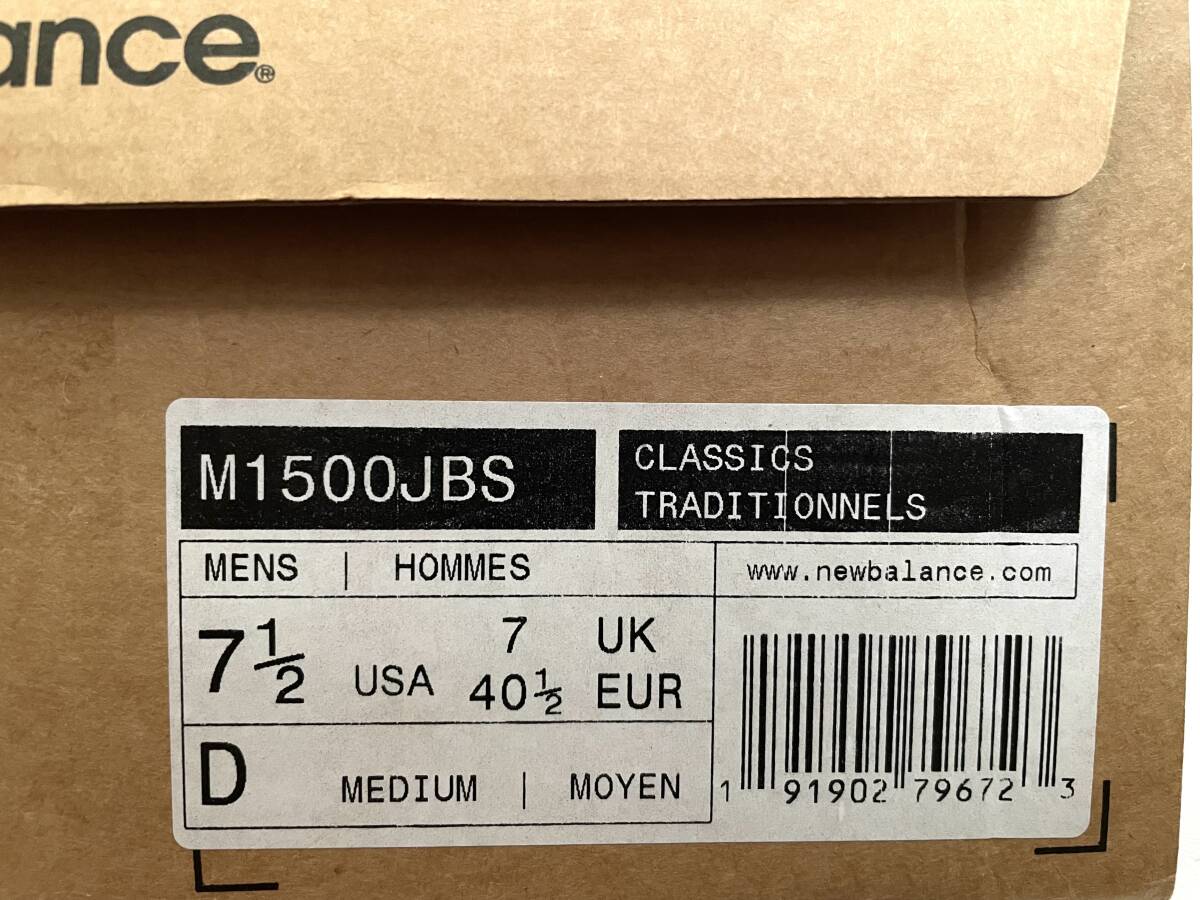 ance®
M1500JBS
CLASSICS
TRADITIONNELS
MENS | HOMMES
www.newbalance.com
7½ USA
7 UK
40½ EUR
D MEDIUM | MOYEN
1 91902 79672 3